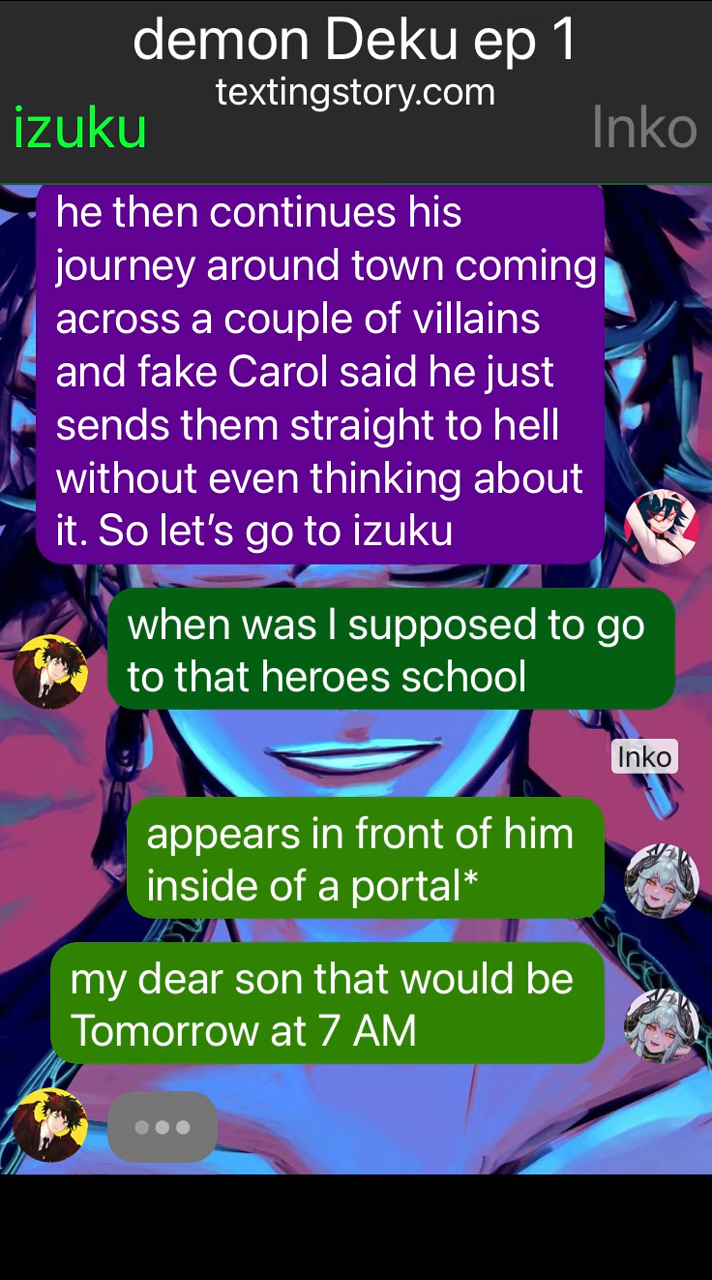 demon Deku ep 1
textingstory.com
izuku
Inko
he then continues his
journey around town coming
across a couple of villains
and fake Carol said he just
sends them straight to hell
without even thinking about
it. So let’s go to izuku
when was I supposed to go
to that heroes school
Inko
appears in front of him
inside of a portal*
my dear son that would be
Tomorrow at 7 AM